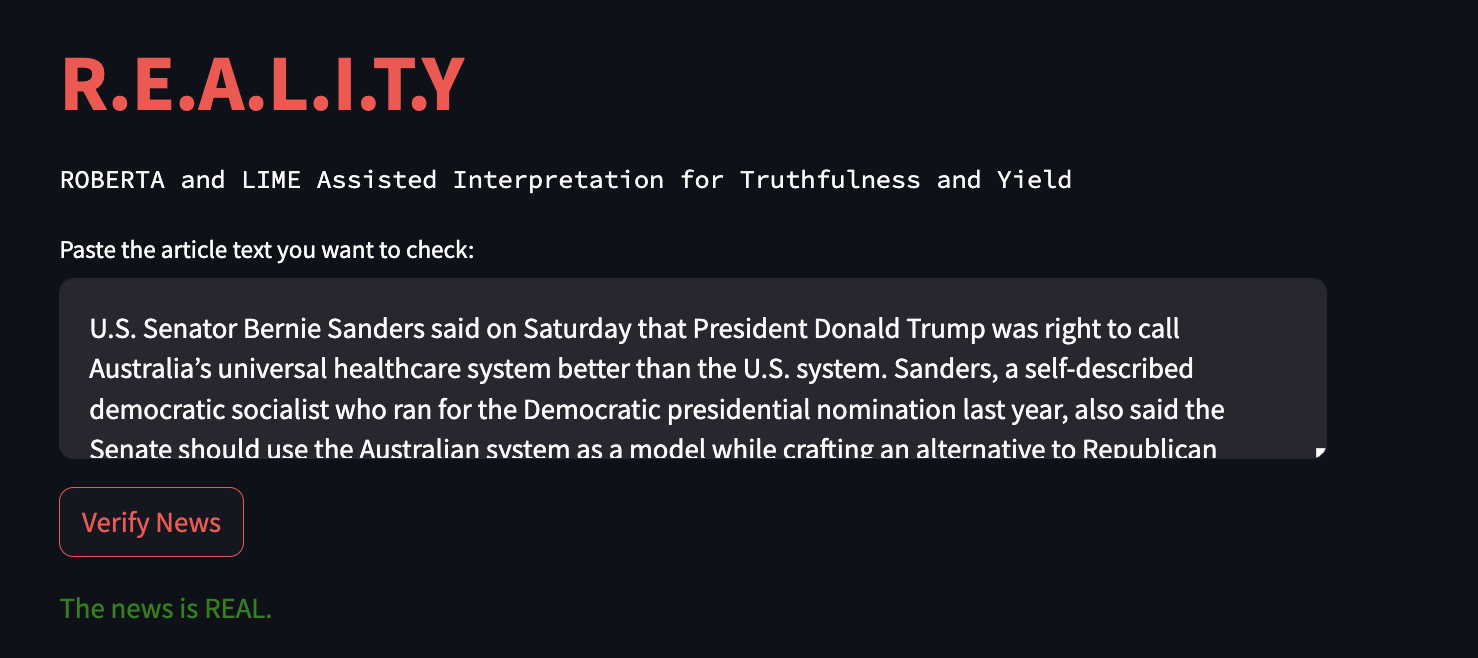 R.E.A.L.I.T.Y
ROBERTA and LIME Assisted Interpretation for Truthfulness and Yield
Paste the article text you want to check:
U.S. Senator Bernie Sanders said on Saturday that President Donald Trump was right to call
Australia’s universal healthcare system better than the U.S. system. Sanders, a self-described
democratic socialist who ran for the Democratic presidential nomination last year, also said the
Senate should use the Australian system as a model while crafting an alternative to Republican
Verify News
The news is REAL.